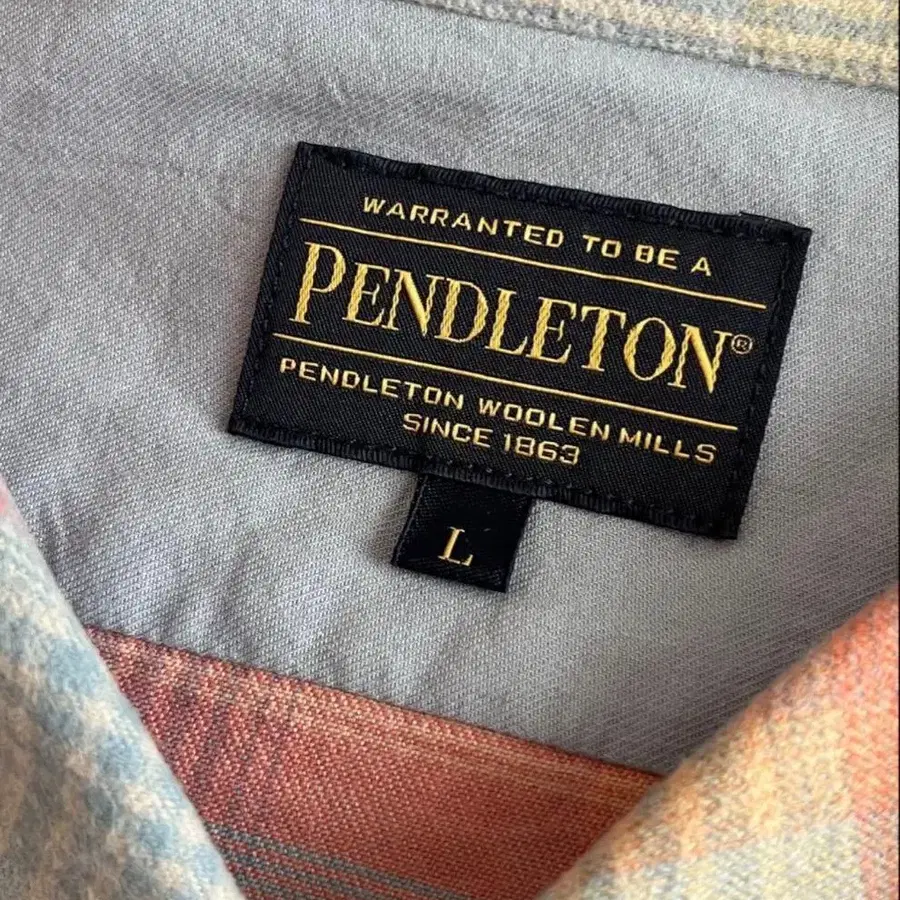 WARRANTED TO BE A
PENDLETON®
PENDLETON WOOLEN MILLS
SINCE 1863
L